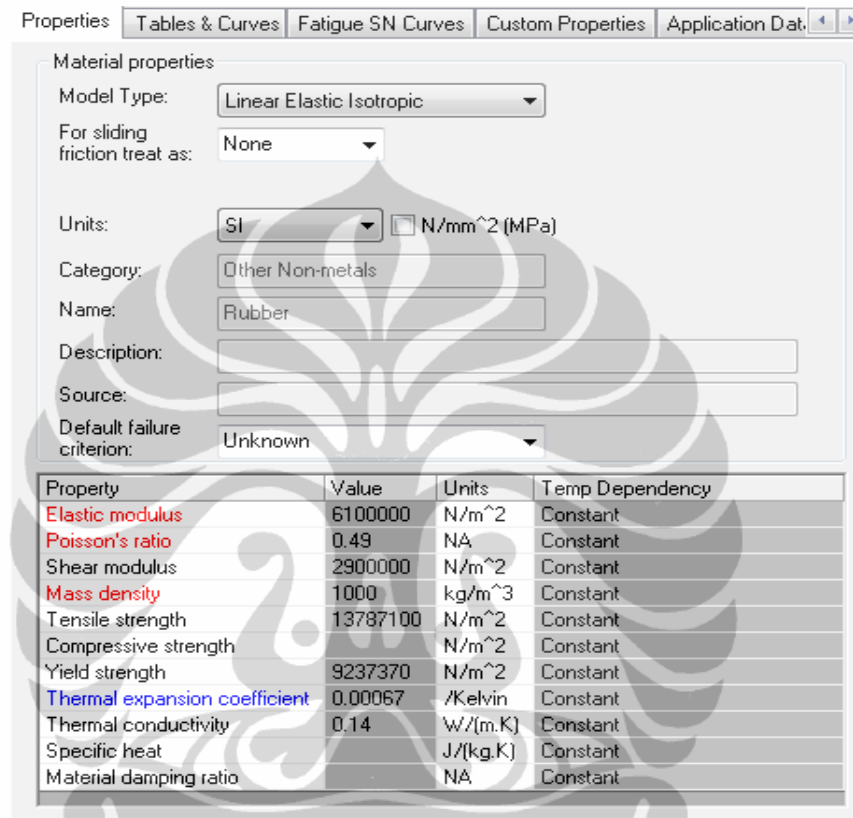 Properties Tables & Curves Fatigue SN Curves Custom Properties Application Dat
Material properties
Model Type: Linear Elastic Isotropic
For sliding
friction treat as: None
Units: SI N/mm^2 (MPa)
Category: Other Non-metals
Name: Rubber
Description:
Source:
Default failure
criterion: Unknown
Property Value Units Temp Dependency
Elastic modulus 6100000 N/m^2 Constant
Poisson's ratio 0.49 NA Constant
Shear modulus 2900000 N/m^2 Constant
Mass density 1000 kg/m^3 Constant
Tensile strength 13787100 N/m^2 Constant
Compressive strength N/m^2 Constant
Yield strength 9237370 N/m^2 Constant
Thermal expansion coefficient 0.00067 /Kelvin Constant
Thermal conductivity 0.14 W/(m.K) Constant
Specific heat J/(kg.K) Constant
Material damping ratio NA Constant